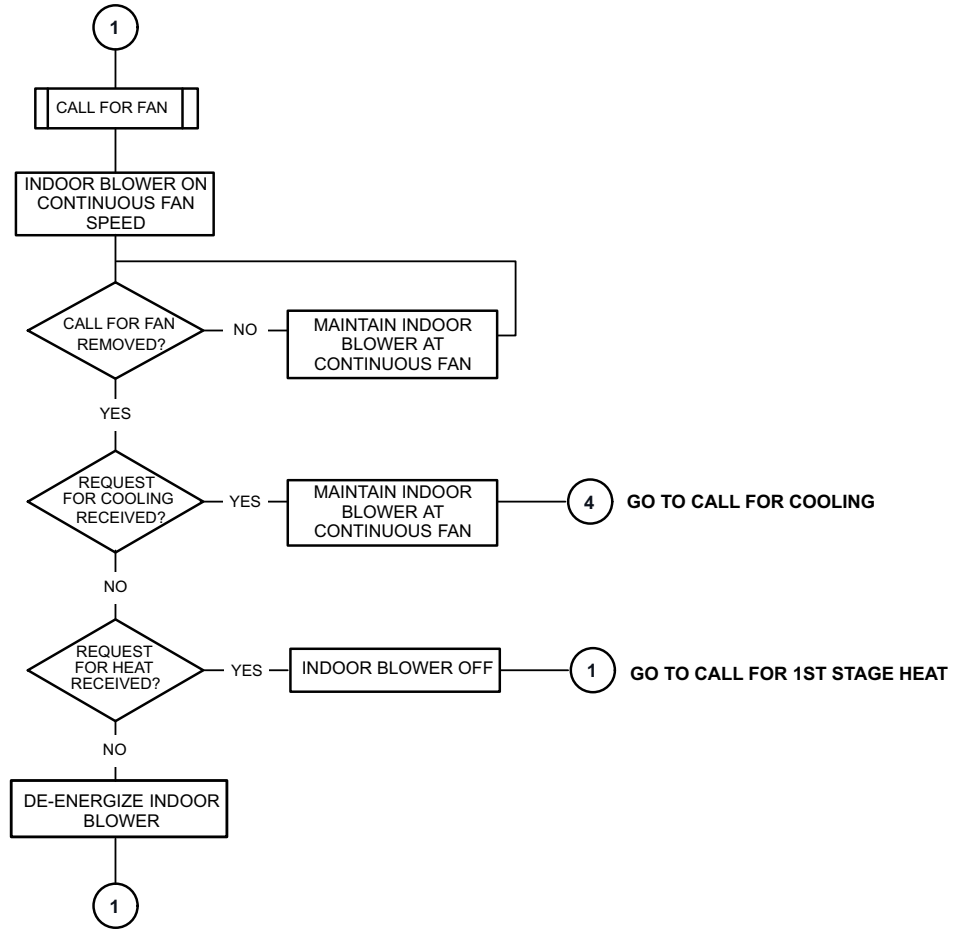 1
CALL FOR FAN
INDOOR BLOWER ON
CONTINUOUS FAN
SPEED
CALL FOR FAN
REMOVED?
NO
MAINTAIN INDOOR
BLOWER AT
CONTINUOUS FAN
YES
REQUEST
FOR COOLING
RECEIVED?
YES
MAINTAIN INDOOR
BLOWER AT
CONTINUOUS FAN
4
GO TO CALL FOR COOLING
NO
REQUEST
FOR HEAT
RECEIVED?
YES
INDOOR BLOWER OFF
1
GO TO CALL FOR 1ST STAGE HEAT
NO
DE-ENERGIZE INDOOR
BLOWER
1